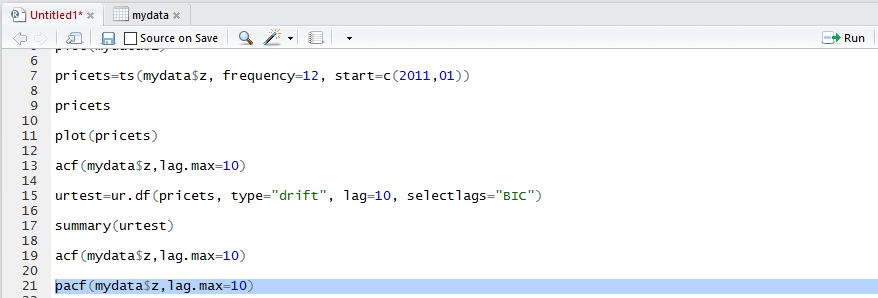 Untitled1* ×
mydata ×
Source on Save
Run
6
7 pricets=ts(mydata$z, frequency=12, start=c(2011,01))
8
9 pricets
10
11 plot(pricets)
12
13 acf(mydata$z,lag.max=10)
14
15 urtest=ur.df(pricets, type="drift", lag=10, selectlags="BIC")
16
17 summary(urtest)
18
19 acf(mydata$z,lag.max=10)
20
21 pacf(mydata$z,lag.max=10)